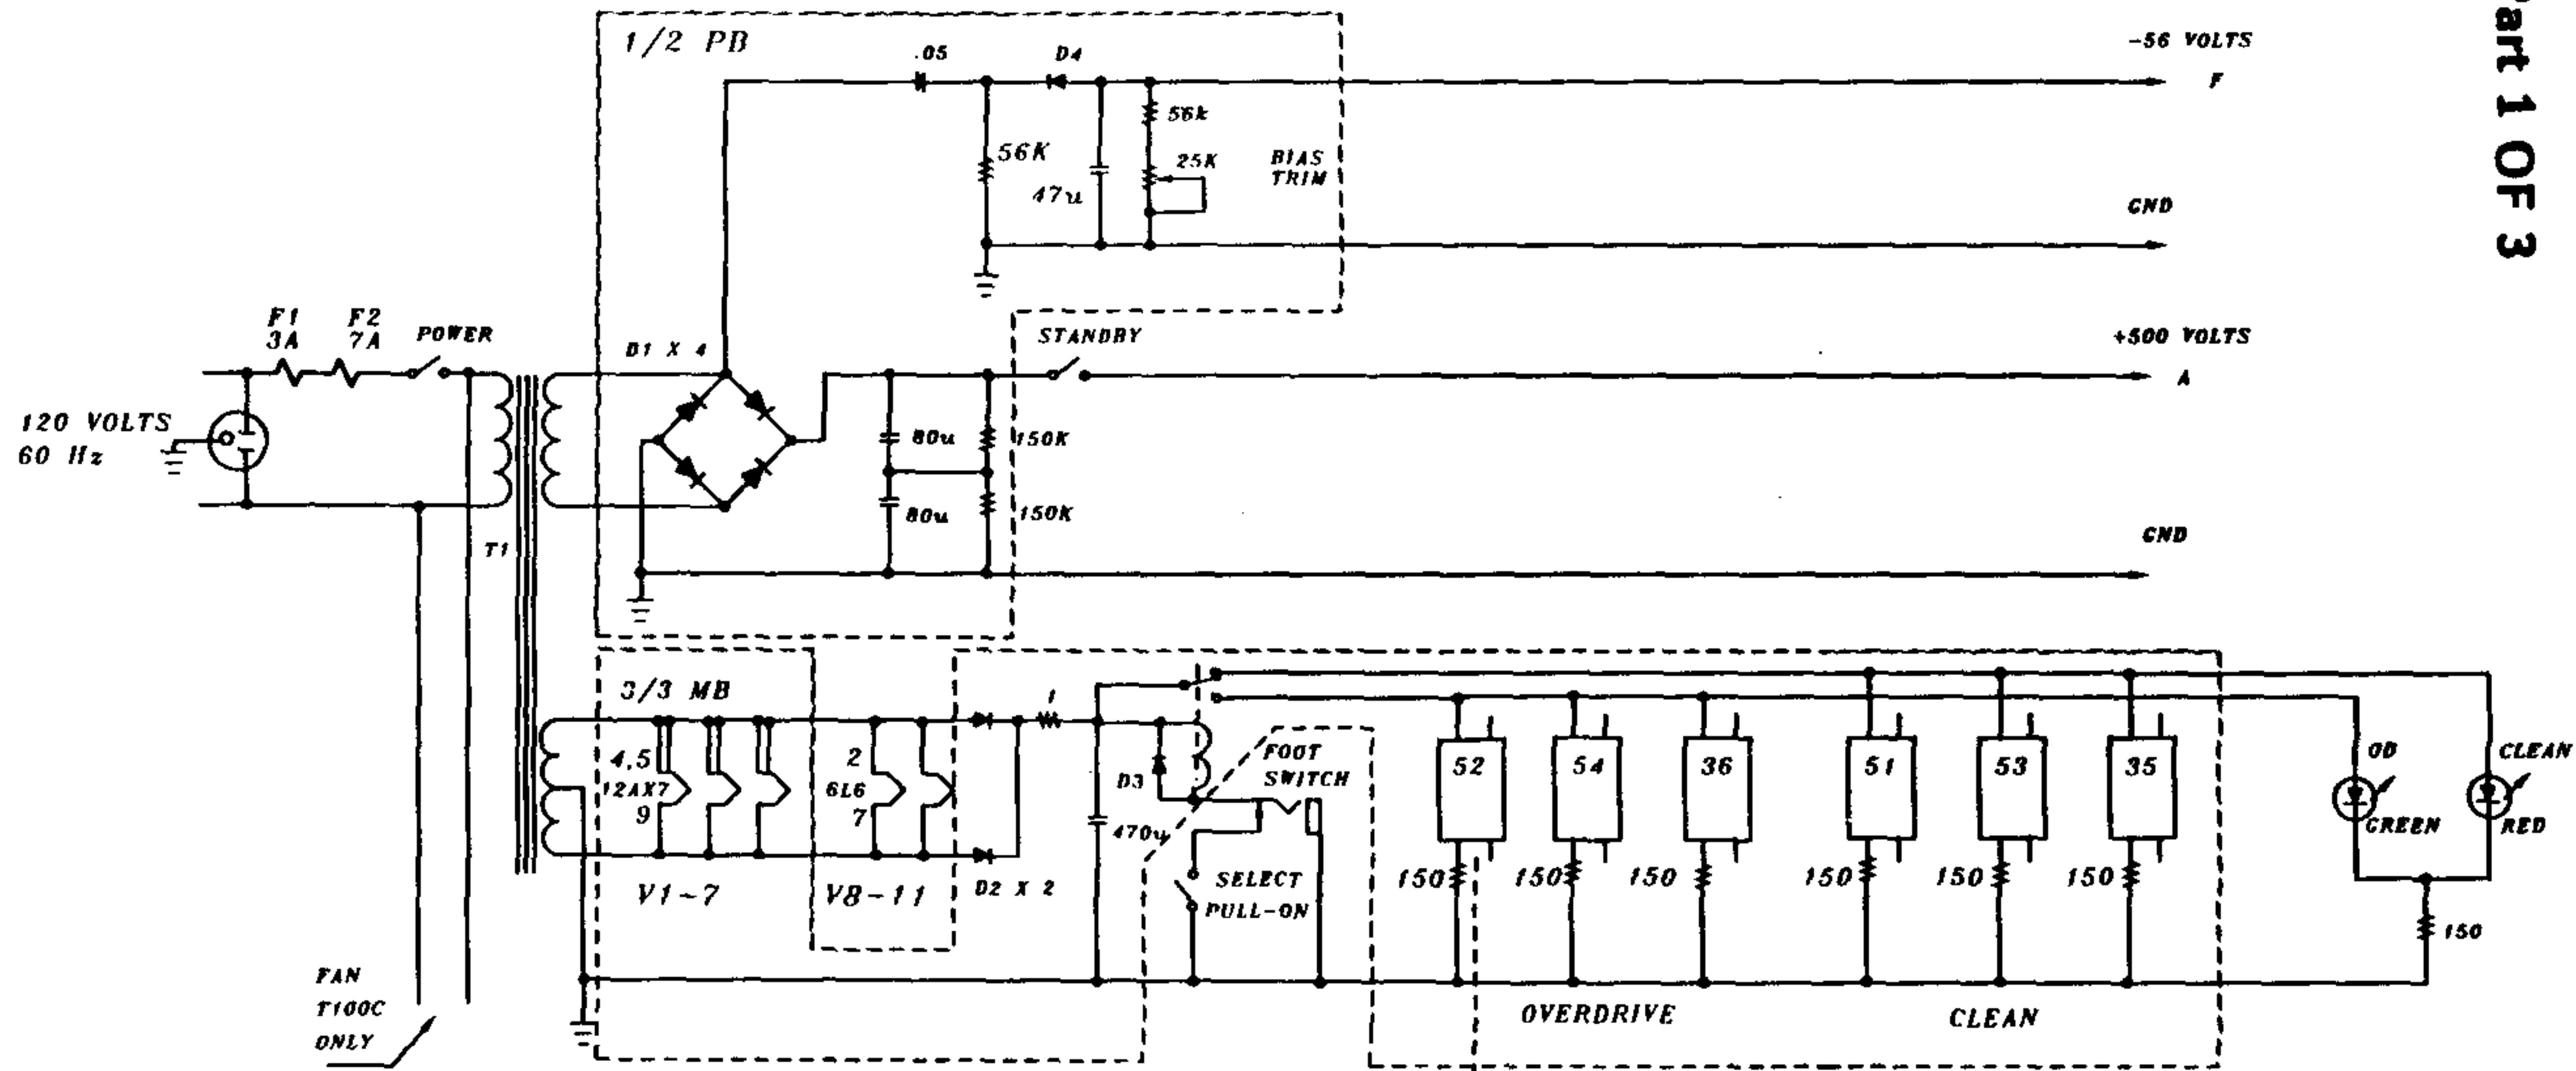 art 1 OF 3
1/2 PB
.05
D4
-56 VOLTS
F
56K
47u
56k
25K
BIAS
TRIM
GND
F1
3A
F2
7A
POWER
D1 X 4
STANDBY
+500 VOLTS
A
120 VOLTS
60 Hz
80u
150K
80u
150K
T1
GND
3/3 MB
1
4,5
12AX7
9
2
6L6
7
D3
FOOT
SWITCH
470u
52
54
36
51
53
35
OD
GREEN
CLEAN
RED
V1-7
V8-11
D2 X 2
SELECT
PULL-ON
150
150
150
150
150
150
150
FAN
T100C
ONLY
OVERDRIVE
CLEAN